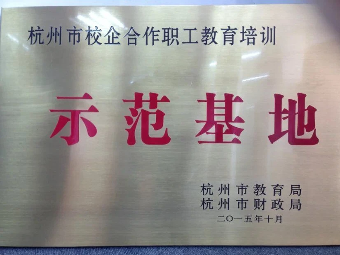 杭州市校企合作职工教育培训
示范基地
杭州市教育局
杭州市财政局
二〇一五年十月